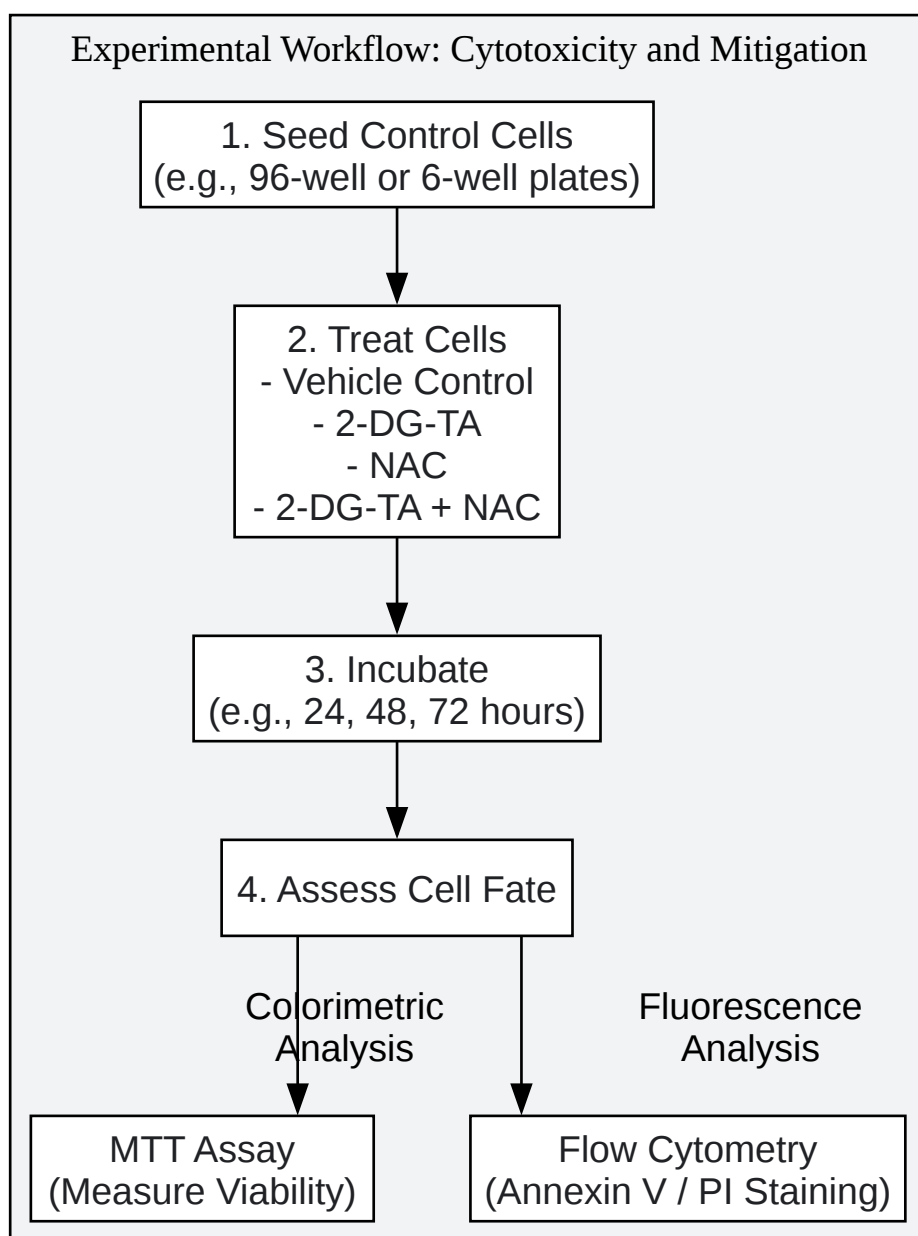 Experimental Workflow: Cytotoxicity and Mitigation
1. Seed Control Cells
(e.g., 96-well or 6-well plates)
2. Treat Cells
- Vehicle Control
- 2-DG-TA
- NAC
- 2-DG-TA + NAC
3. Incubate
(e.g., 24, 48, 72 hours)
4. Assess Cell Fate
Colorimetric
Analysis
Fluorescence
Analysis
MTT Assay
(Measure Viability)
Flow Cytometry
(Annexin V / PI Staining)